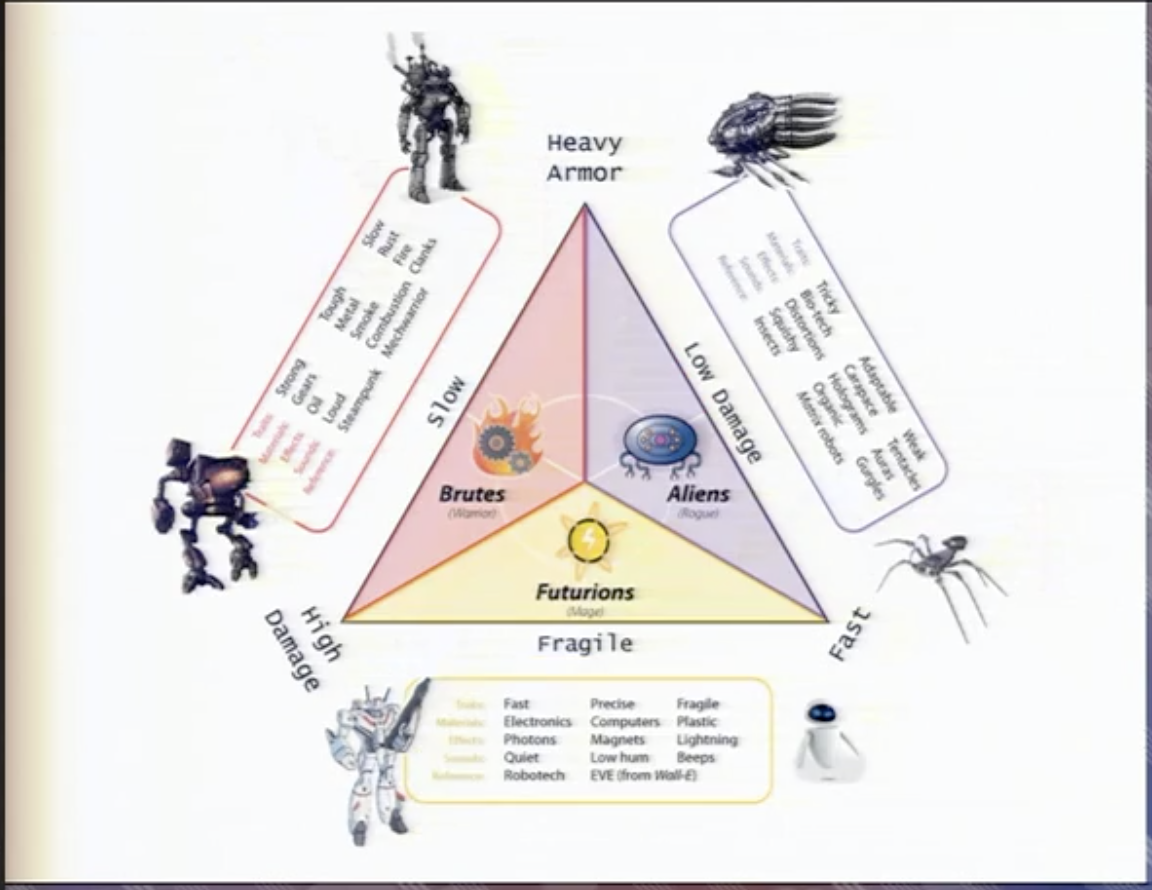 Heavy
Armor
Slow
Low Damage
High
Damage
Fast
Fragile
Brutes
(Warrior)
Aliens
(Rogue)
Futurions
(Mage)
Traits: Strong Tough Slow
Materials: Gears Metal Rust
Effects: Oil Smoke Fire
Sounds: Loud Combustion Clanks
Reference: Steampunk Mechwarrior
Traits: Tricky Adaptable Weak
Materials: Bio-tech Carapace Tentacles
Effects: Distortions Holograms Auras
Sounds: Squishy Organic Gurgles
Reference: Insects Matrix robots
Traits: Fast Precise Fragile
Materials: Electronics Computers Plastic
Effects: Photons Magnets Lightning
Sounds: Quiet Low hum Beeps
Reference: Robotech EVE (from Wall-E)